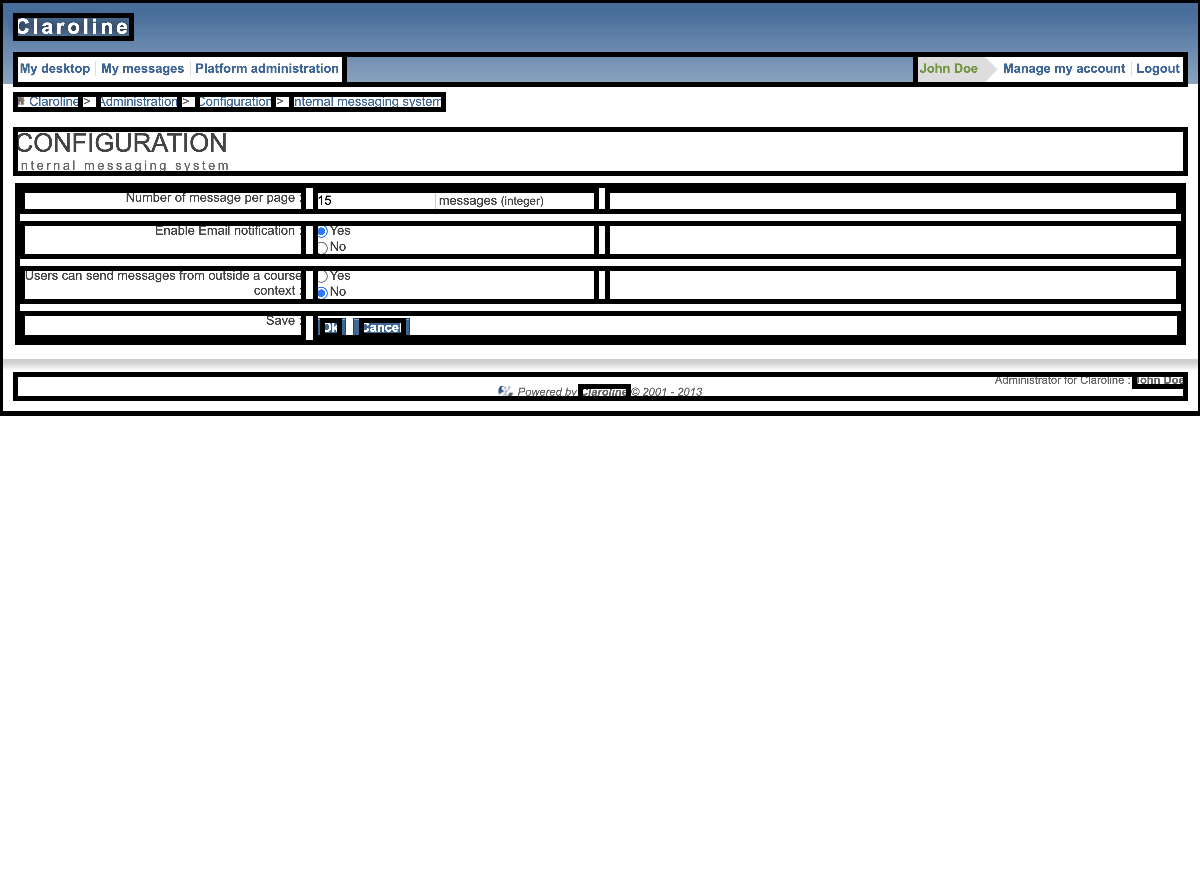 Claroline
My desktop My messages Platform administration John Doe Manage my account Logout
Claroline > Administration > Configuration > Internal messaging system
CONFIGURATION
Internal messaging system
Number of message per page :
15 messages (integer)
Enable Email notification :
Yes
No
Users can send messages from outside a course context :
Yes
No
Save :
Ok Cancel
Administrator for Claroline : John Doe
Powered by Claroline © 2001 - 2013